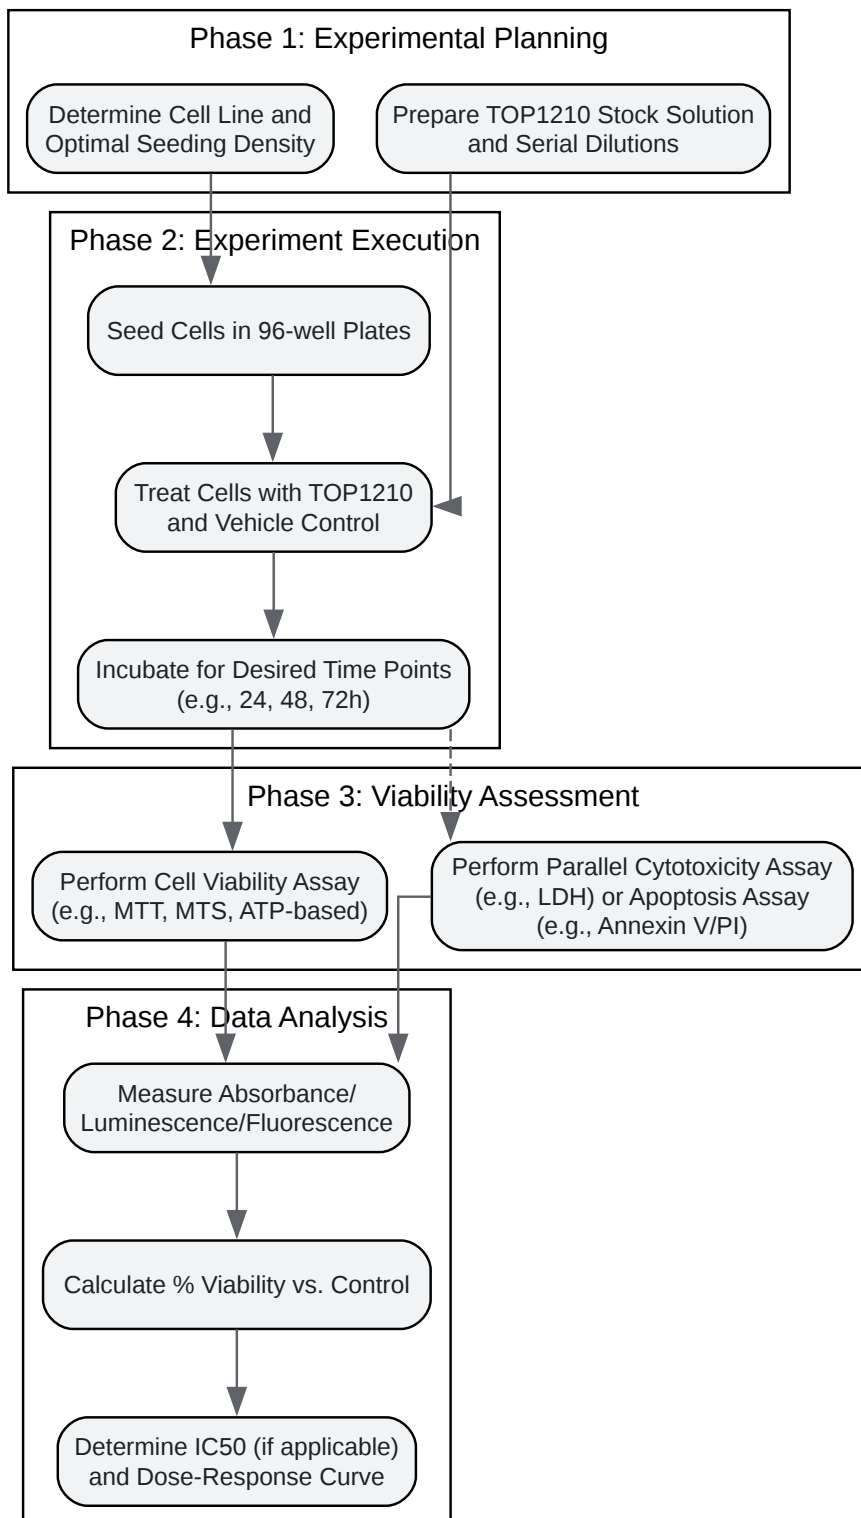 Phase 1: Experimental Planning
Determine Cell Line and
Optimal Seeding Density
Prepare TOP1210 Stock Solution
and Serial Dilutions
Phase 2: Experiment Execution
Seed Cells in 96-well Plates
Treat Cells with TOP1210
and Vehicle Control
Incubate for Desired Time Points
(e.g., 24, 48, 72h)
Phase 3: Viability Assessment
Perform Cell Viability Assay
(e.g., MTT, MTS, ATP-based)
Perform Parallel Cytotoxicity Assay
(e.g., LDH) or Apoptosis Assay
(e.g., Annexin V/PI)
Phase 4: Data Analysis
Measure Absorbance/
Luminescence/Fluorescence
Calculate % Viability vs. Control
Determine IC50 (if applicable)
and Dose-Response Curve